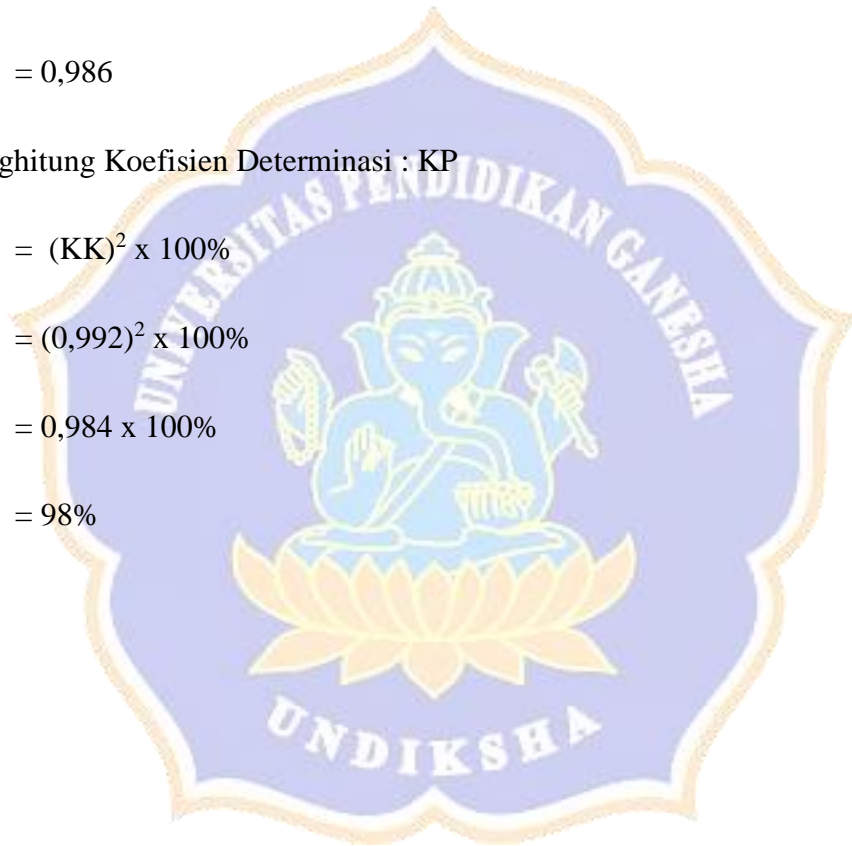 = 0,986
ghitung Koefisien Determinasi : KP
= (KK)² x 100%
= (0,992)² x 100%
= 0,984 x 100%
= 98%
UNIVERSITAS PENDIDIKAN GANESHA
UNDIKSHA